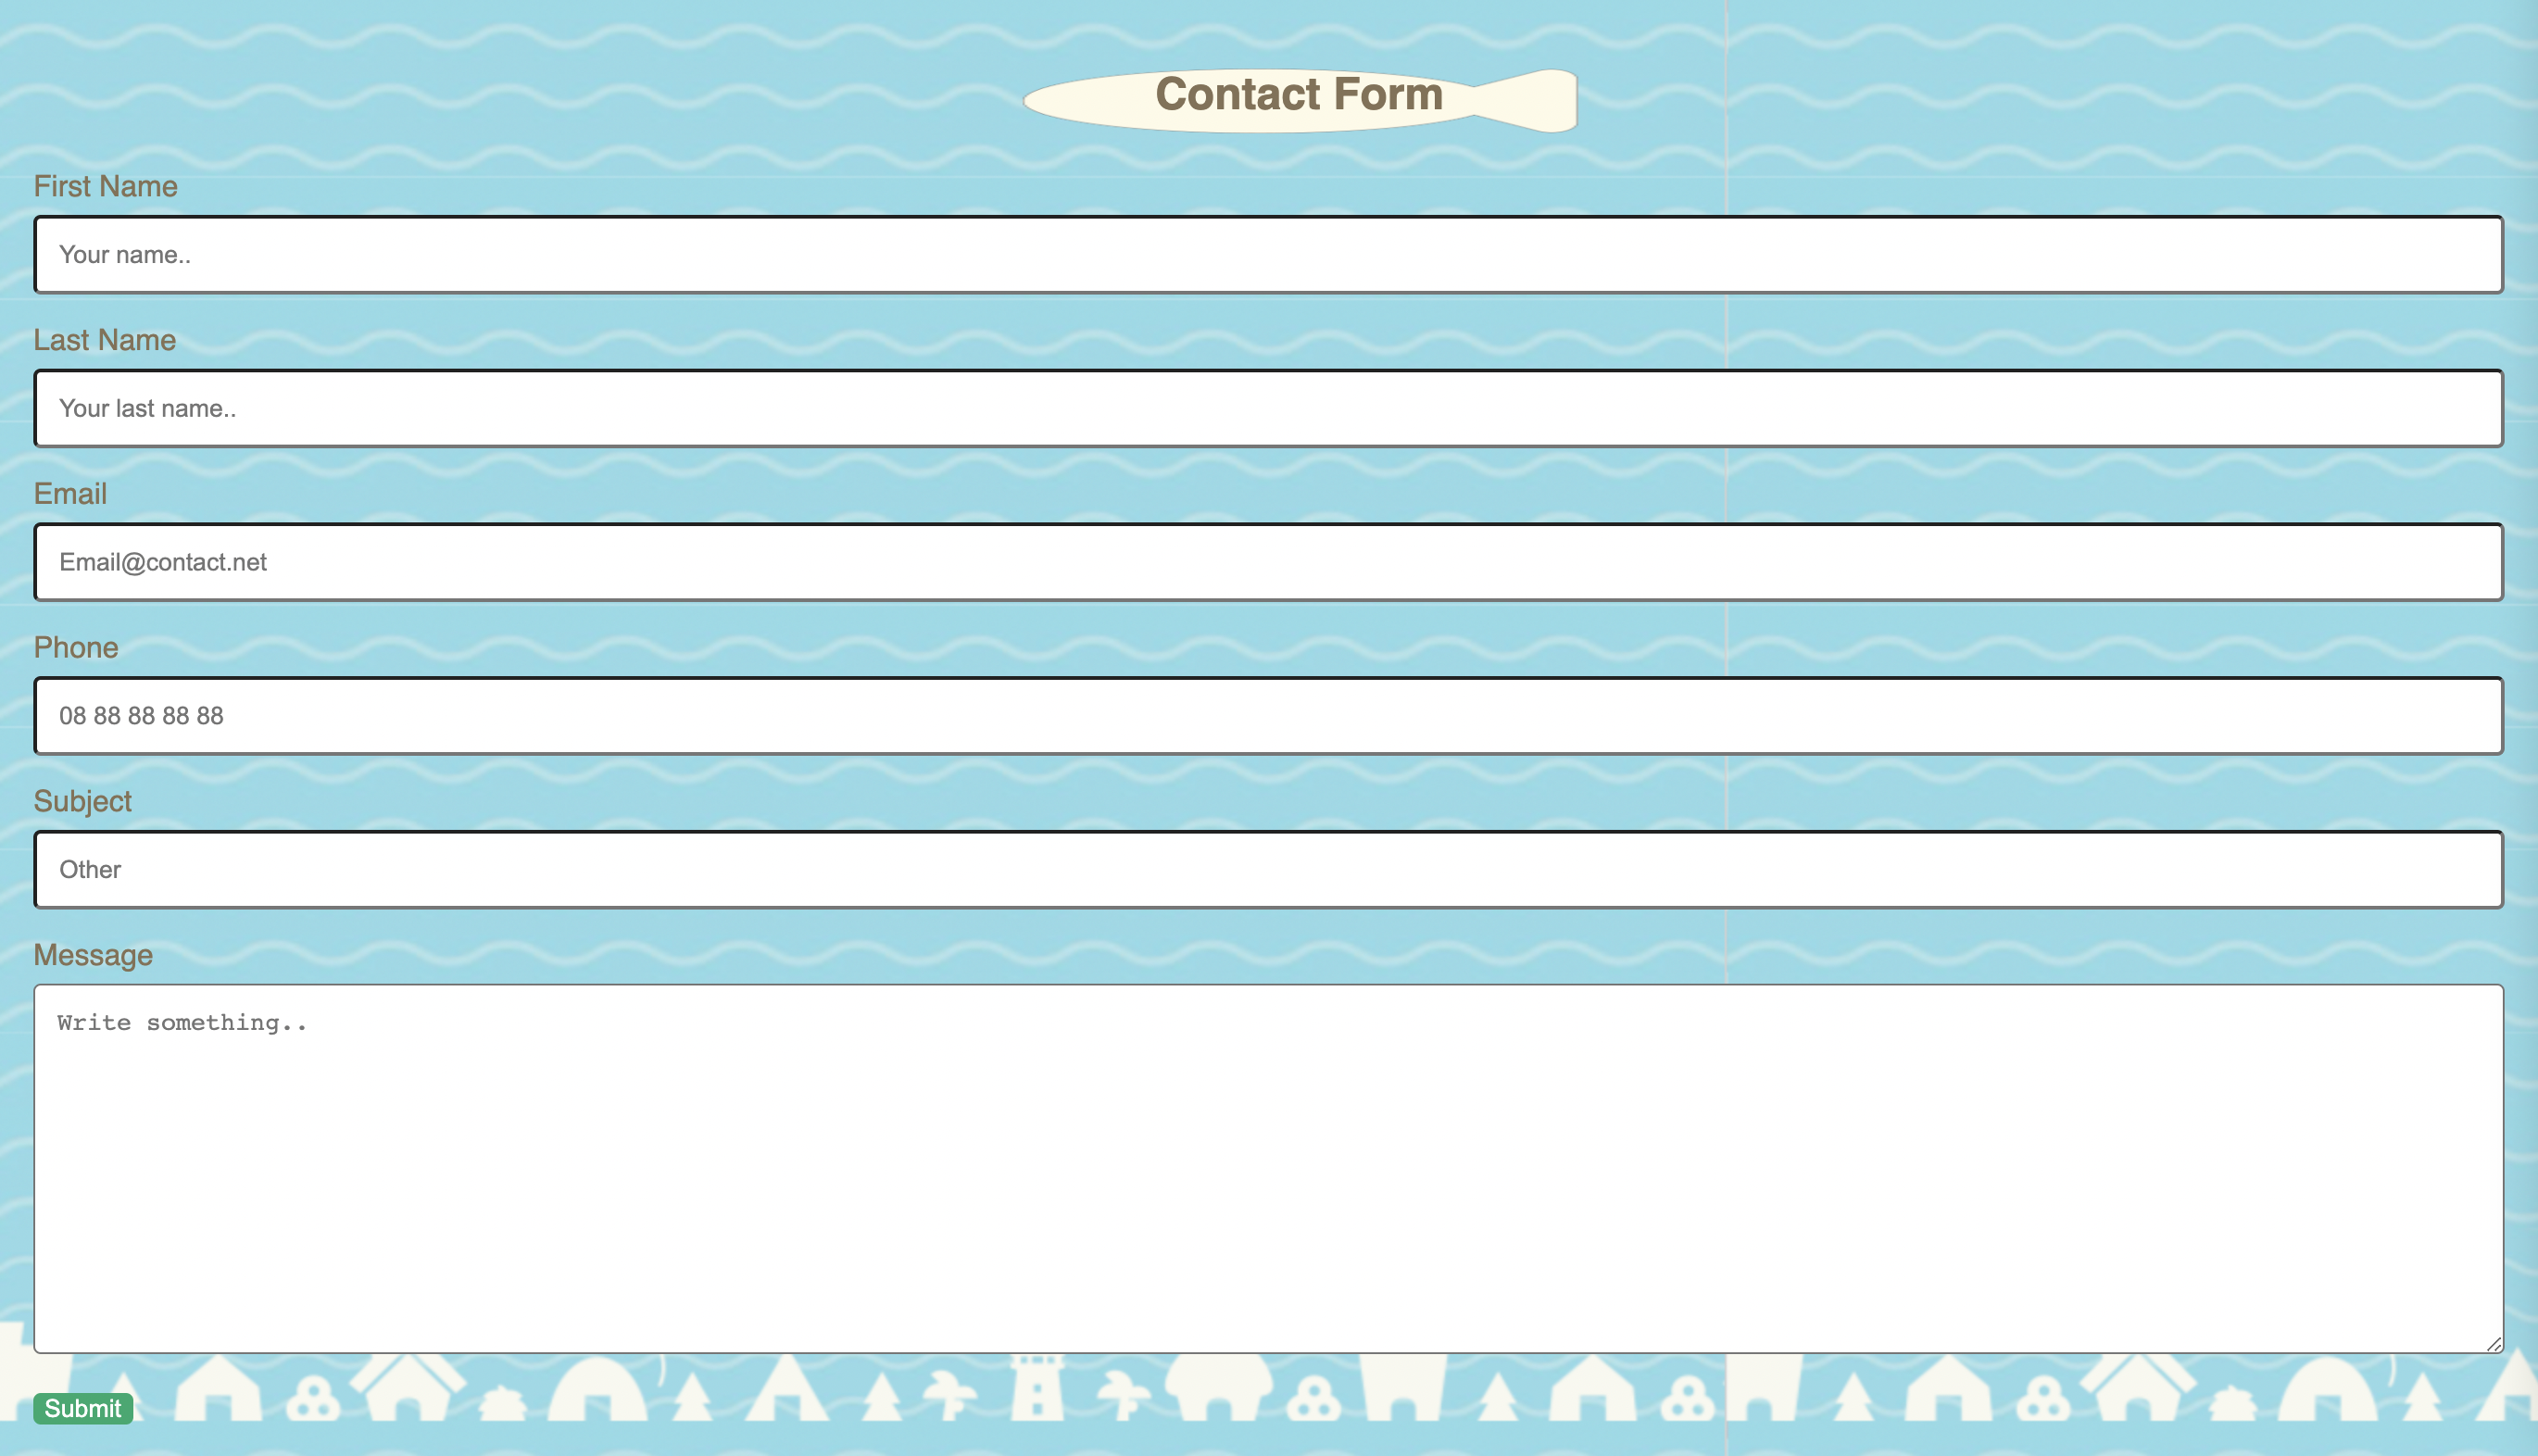 Contact Form
First Name
Your name..
Last Name
Your last name..
Email
Email@contact.net
Phone
08 88 88 88 88
Subject
Other
Message
Write something..
Submit